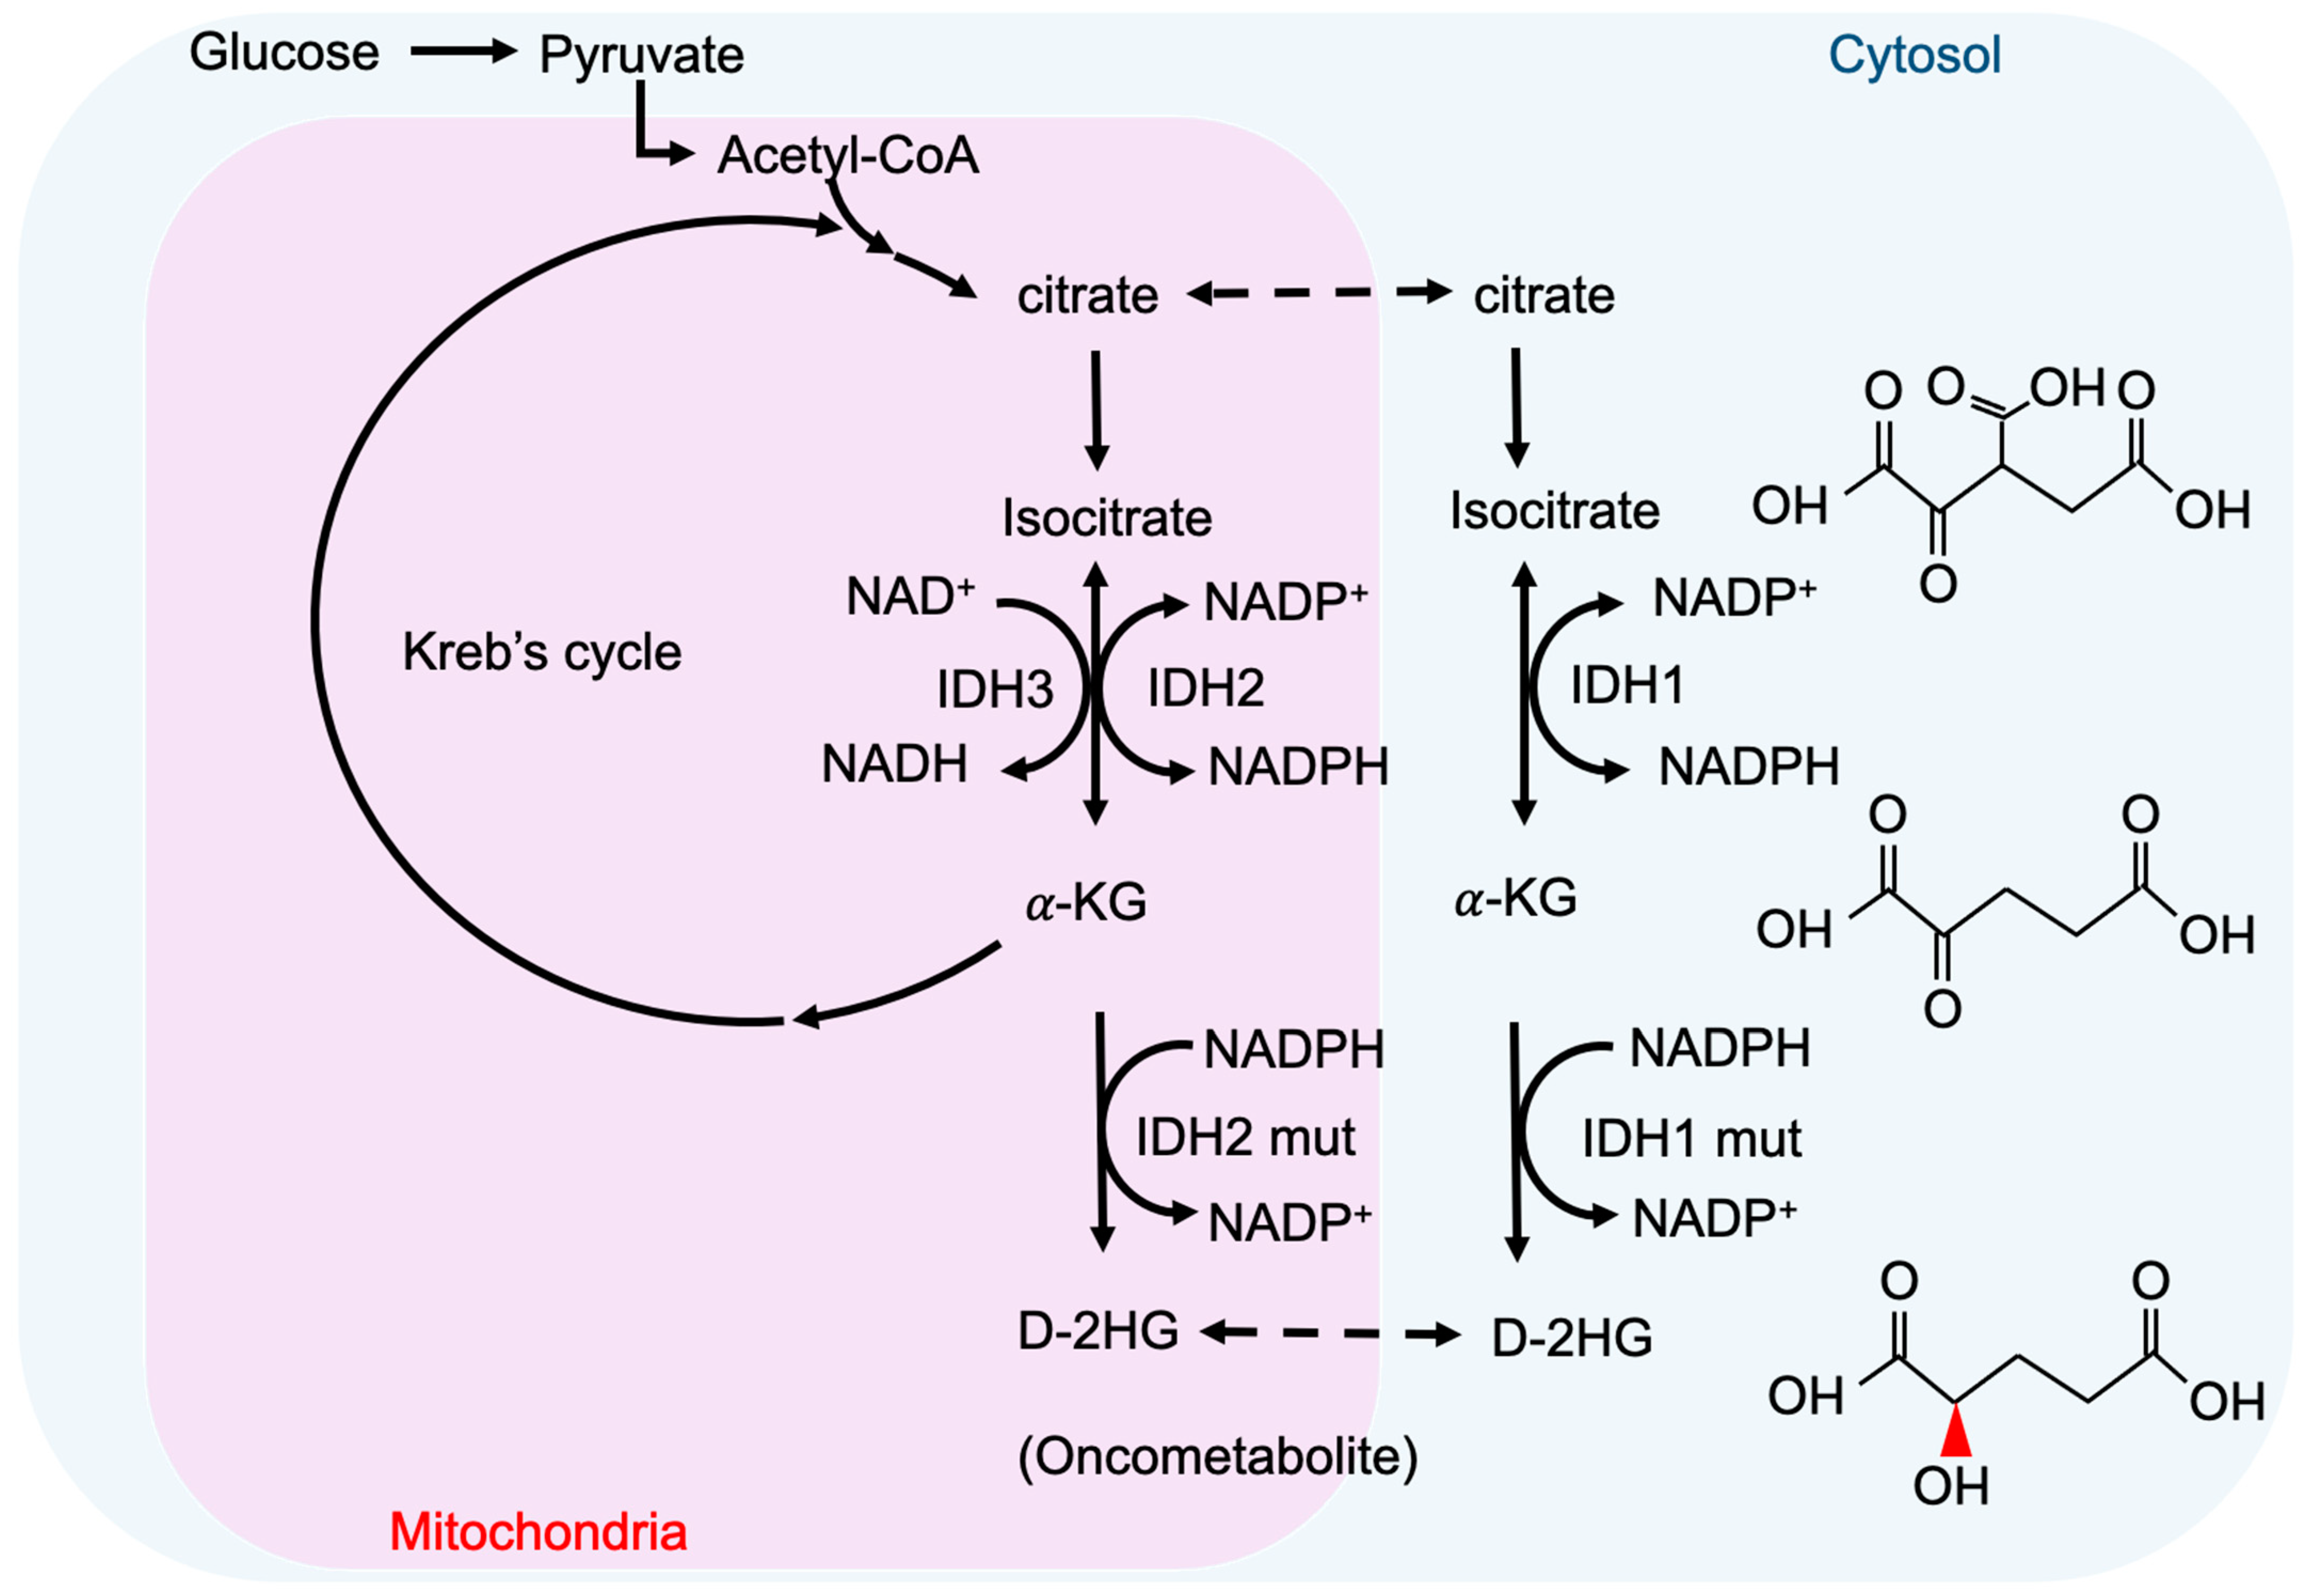 Glucose
Pyruvate
Cytosol
Acetyl-CoA
citrate
citrate
O
O
OH
O
OH
OH
O
Isocitrate
Isocitrate
NAD+
NADP+
NADP+
Kreb’s cycle
IDH3
IDH2
IDH1
NADH
NADPH
NADPH
O
O
α-KG
α-KG
OH
OH
O
NADPH
NADPH
IDH2 mut
IDH1 mut
NADP+
NADP+
O
O
D-2HG
D-2HG
OH
OH
OH
(Oncometabolite)
Mitochondria